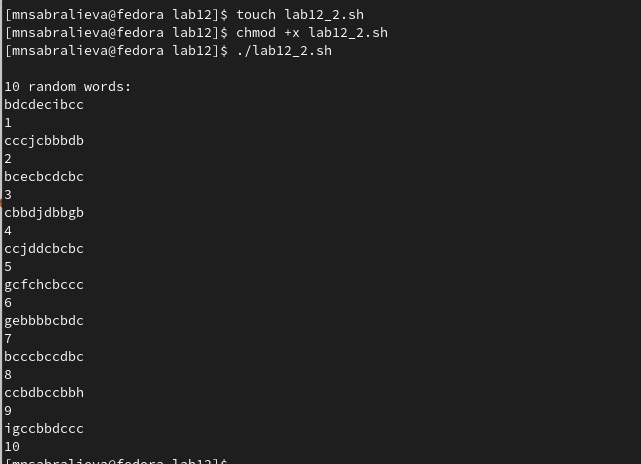 [mnsabralieva@fedora lab12]$ touch lab12_2.sh
[mnsabralieva@fedora lab12]$ chmod +x lab12_2.sh
[mnsabralieva@fedora lab12]$ ./lab12_2.sh
10 random words:
bdcdecibcc
1
cccjcbbbdb
2
bcecbcdcbc
3
cbbdjdbbgb
4
ccjddcbcbc
5
gcfchcbccc
6
gebbbbcbdc
7
bcccbccdbc
8
ccbdbccbbh
9
igccbbdccc
10
[mnsabralieva@fedora lab12]$